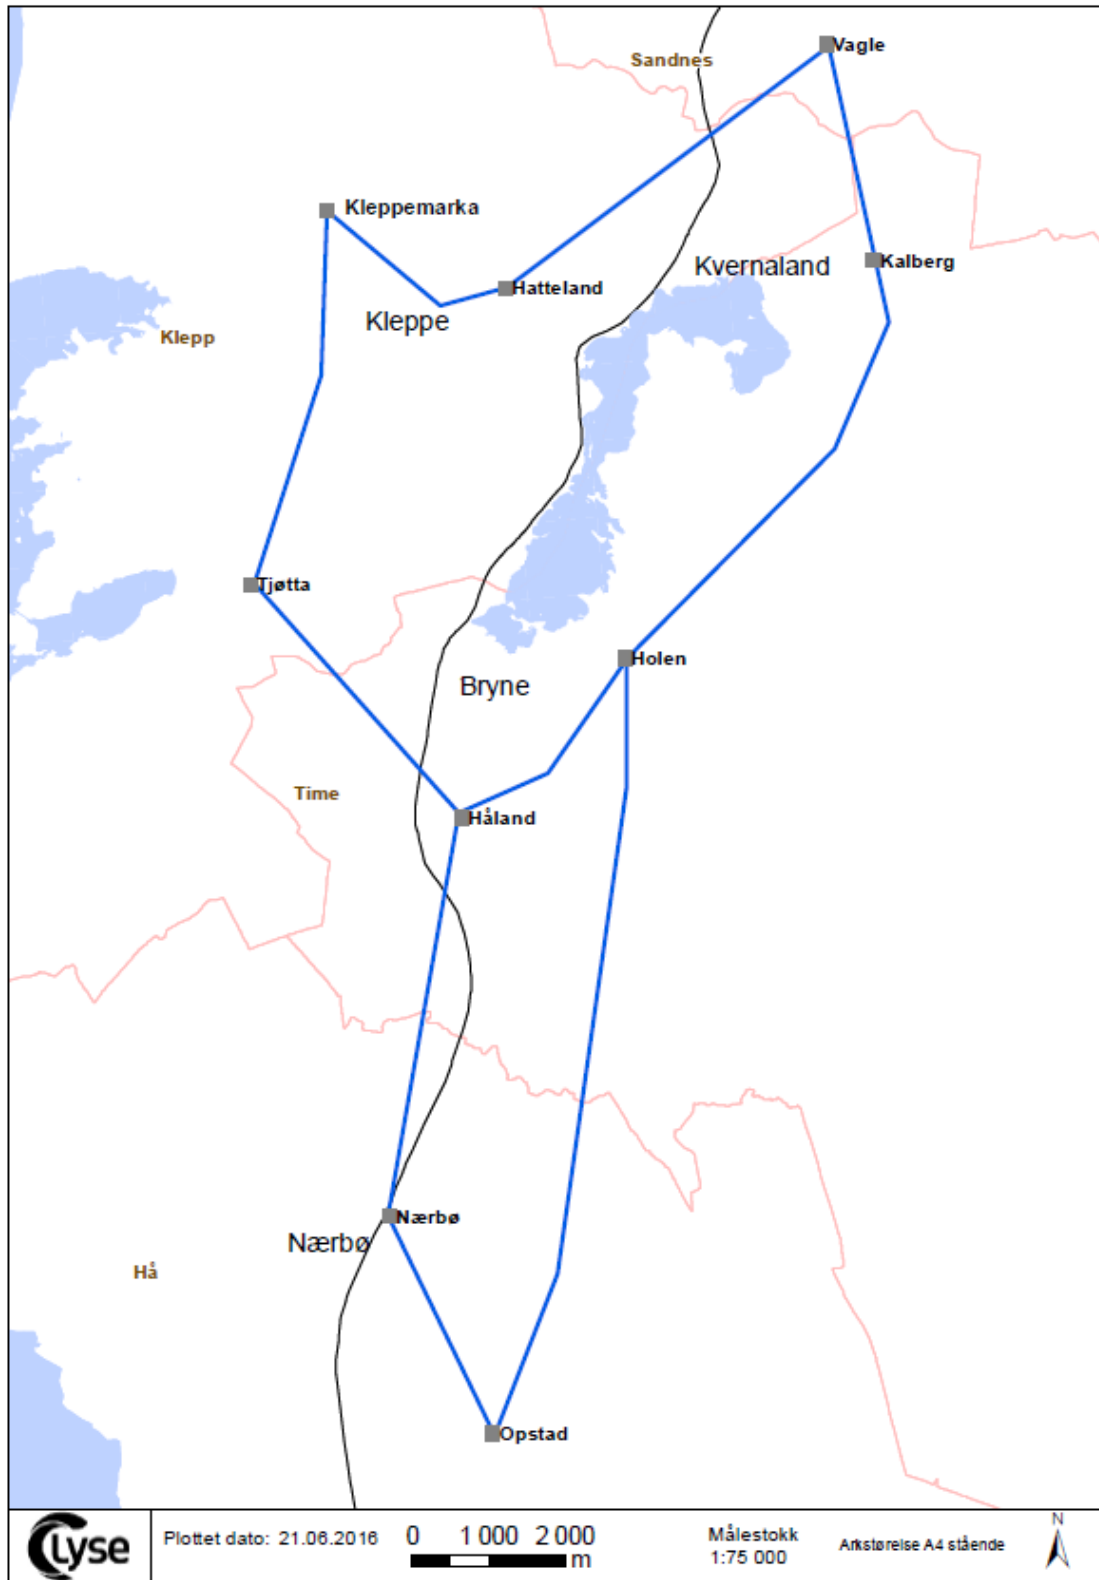 Vagle
Sandnes
Kleppemarka
Kvernaland
Kalberg
Hatteland
Kleppe
Klepp
Tjøtta
Holen
Bryne
Time
Håland
Nærbø
Nærbø
Hå
Opstad
Lyse
Plottet dato: 21.06.2016
0 1 000 2 000
m
Målestokk
1:75 000
Arkstørelse A4 stående
N